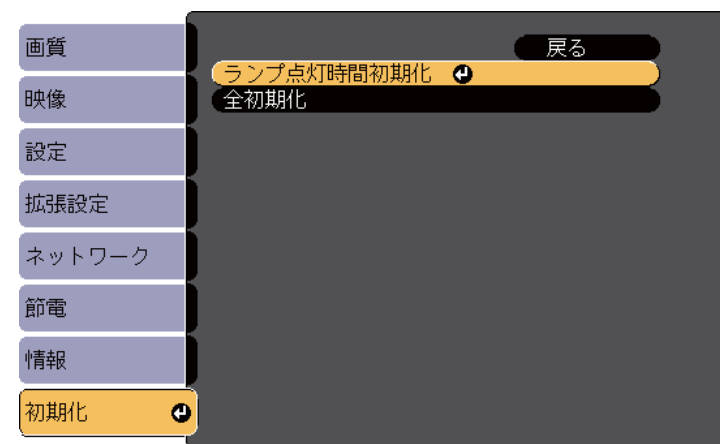 画質
映像
設定
拡張設定
ネットワーク
節電
情報
初期化
戻る
ランプ点灯時間初期化
全初期化